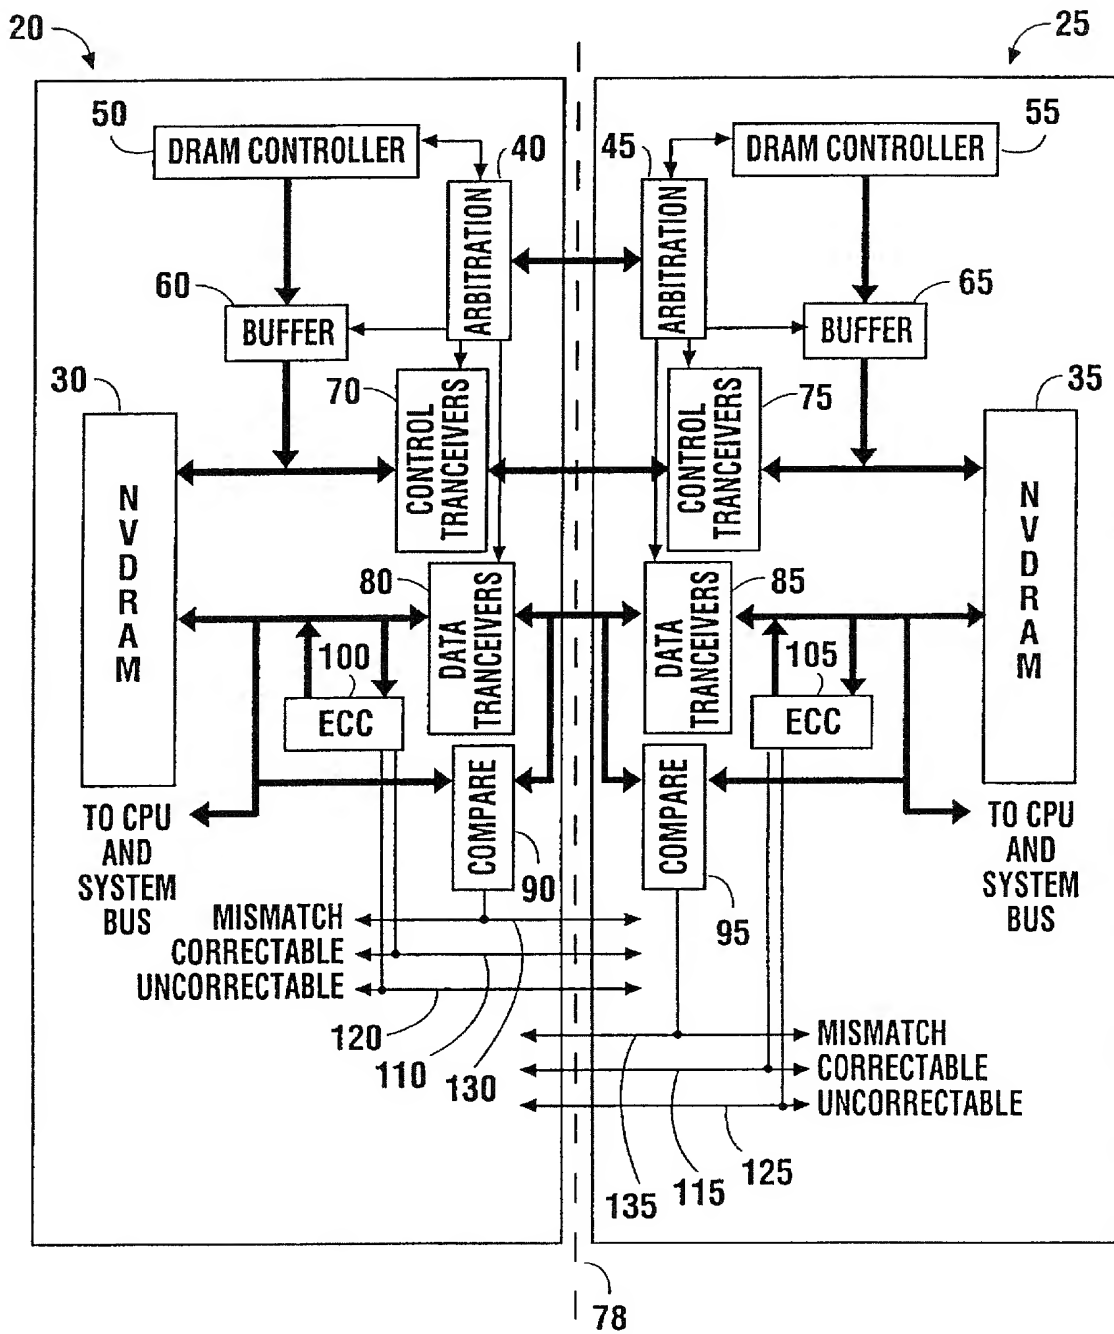 20
25
50
DRAM CONTROLLER
40
45
DRAM CONTROLLER
55
ARBITRATION
ARBITRATION
60
BUFFER
65
BUFFER
30
70
CONTROL
TRANCEIVERS
75
CONTROL
TRANCEIVERS
35
NVDRAM
NVDRAM
80
DATA
TRANCEIVERS
85
DATA
TRANCEIVERS
100
ECC
105
ECC
COMPARE
90
COMPARE
95
TO CPU
AND
SYSTEM
BUS
TO CPU
AND
SYSTEM
BUS
MISMATCH
CORRECTABLE
UNCORRECTABLE
120
110
130
MISMATCH
CORRECTABLE
UNCORRECTABLE
135
115
125
78